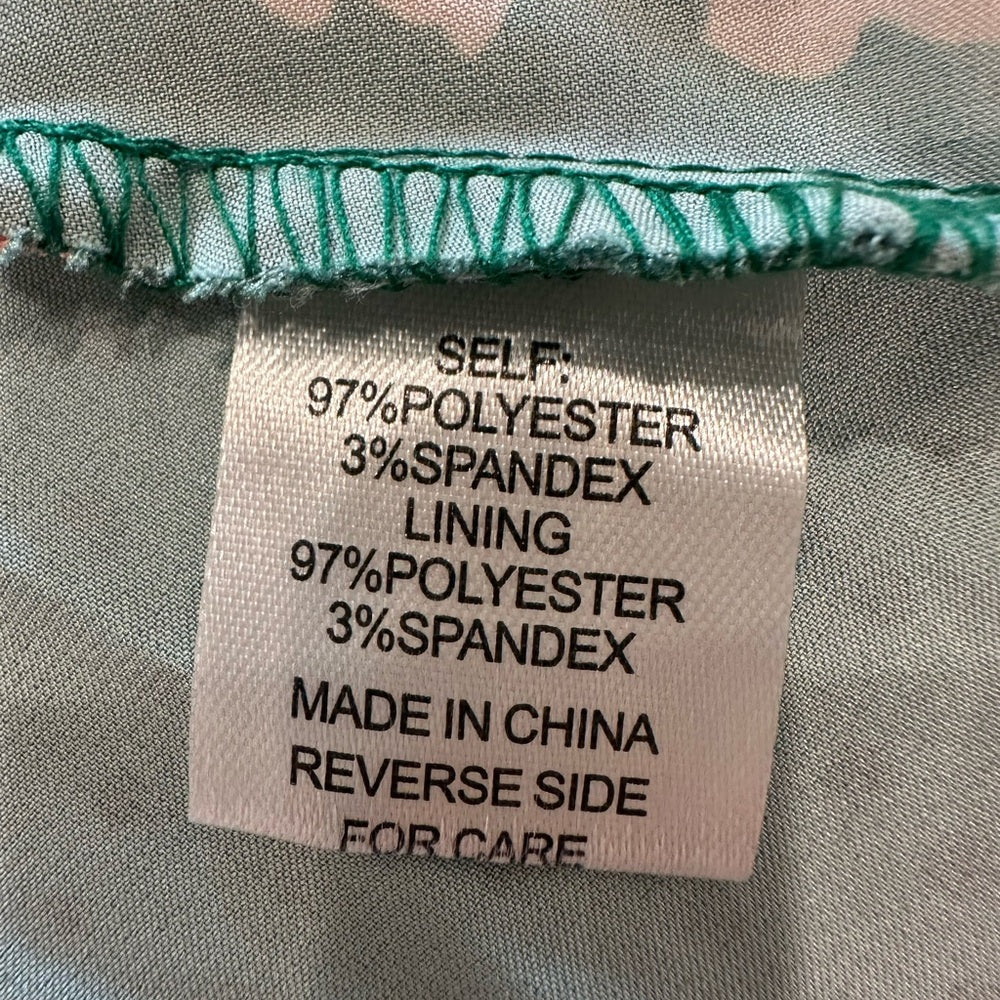 SELF:
97%POLYESTER
3%SPANDEX
LINING
97%POLYESTER
3%SPANDEX
MADE IN CHINA
REVERSE SIDE
FOR CARE